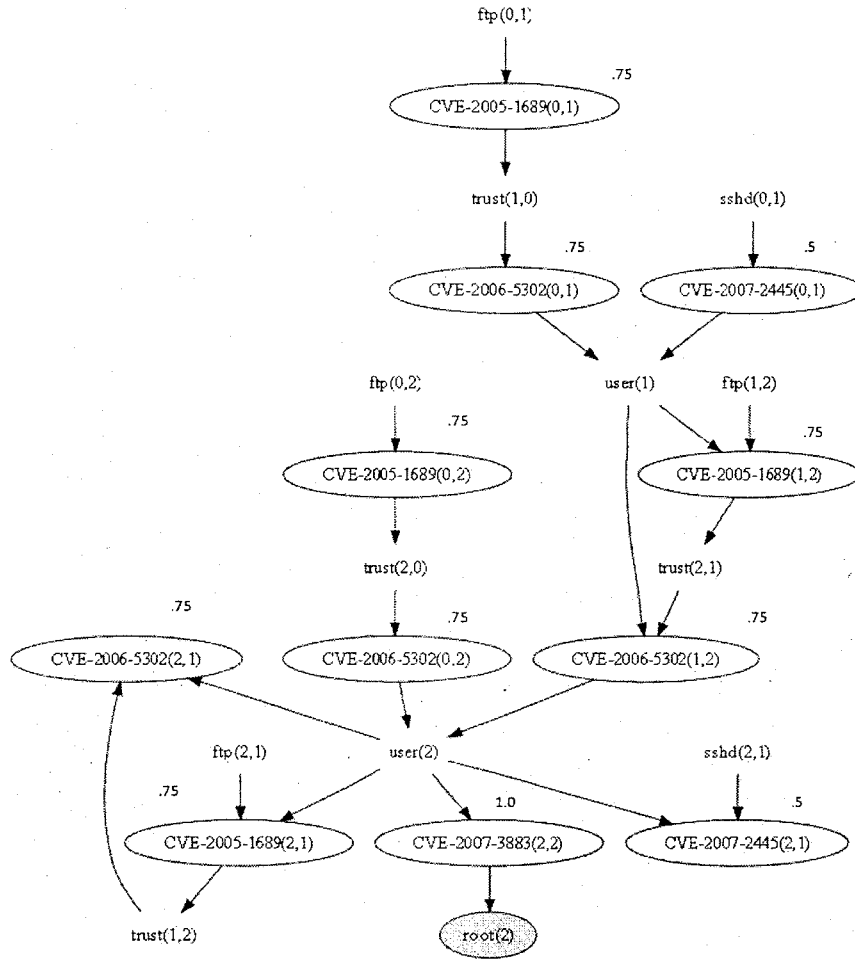 ftp(0,1)
.75
CVE-2005-1689(0,1)
trust(1,0)
sshd(0,1)
.75
.5
CVE-2006-5302(0,1)
CVE-2007-2445(0,1)
ftp(0,2)
user(1)
ftp(1,2)
.75
.75
CVE-2005-1689(0,2)
CVE-2005-1689(1,2)
trust(2,0)
trust(2,1)
.75
.75
.75
CVE-2006-5302(2,1)
CVE-2006-5302(0,2)
CVE-2006-5302(1,2)
ftp(2,1)
user(2)
sshd(2,1)
.75
1.0
.5
CVE-2005-1689(2,1)
CVE-2007-3883(2,2)
CVE-2007-2445(2,1)
trust(1,2)
root(2)